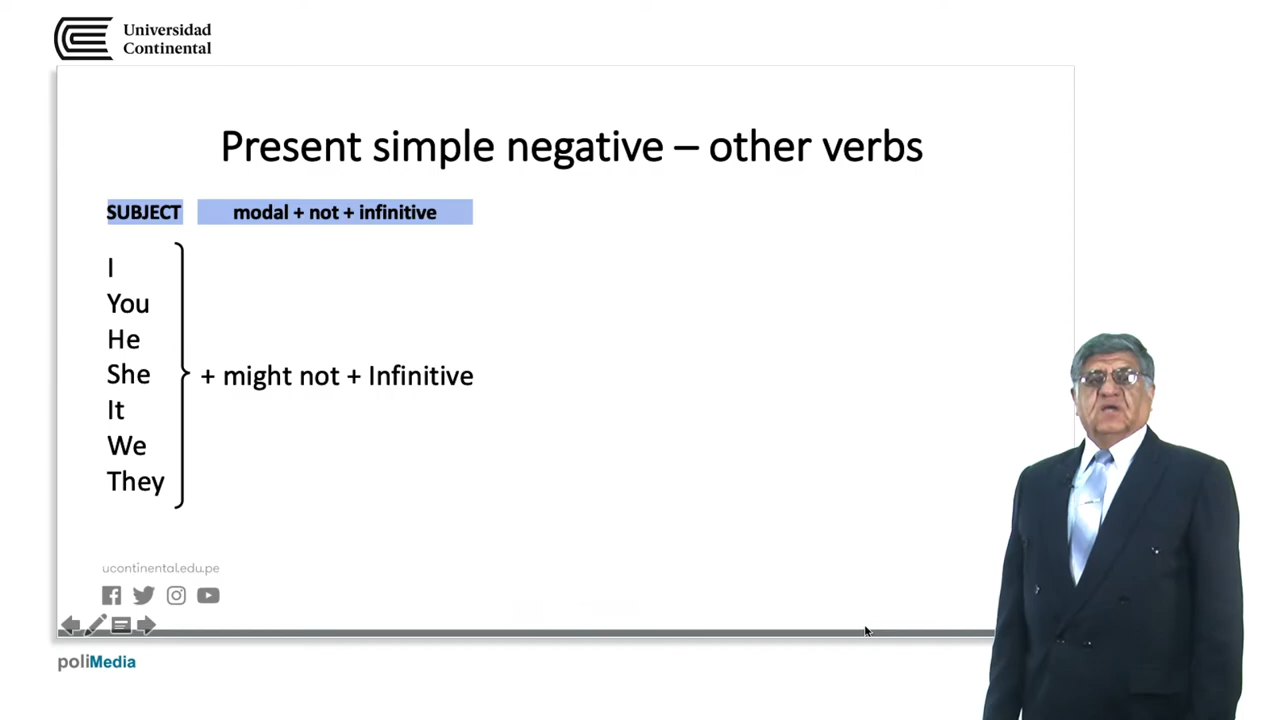 Universidad
Continental
Present simple negative – other verbs
SUBJECT modal + not + infinitive
I
You
He
She
It
We
They
+ might not + Infinitive
ucontinental.edu.pe
poliMedia